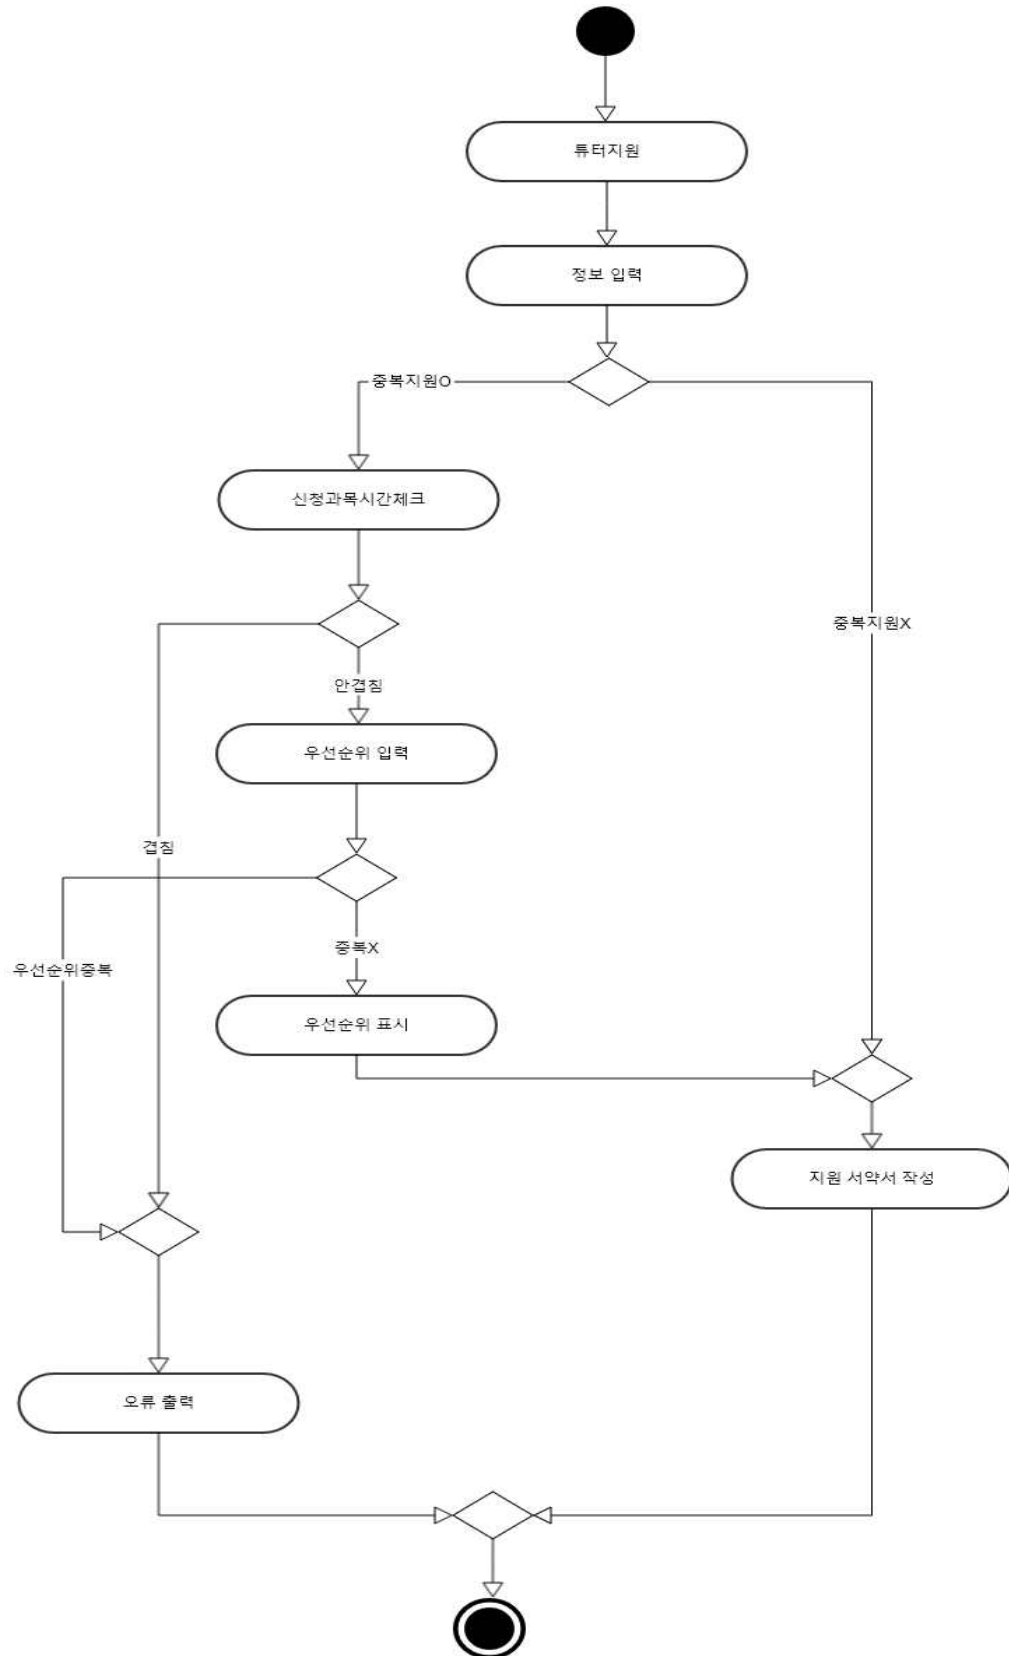 튜터지원
정보 입력
중복지원O
신청과목시간체크
중복지원X
안겹침
우선순위 입력
겹침
중복X
우선순위중복
우선순위 표시
지원 서약서 작성
오류 출력